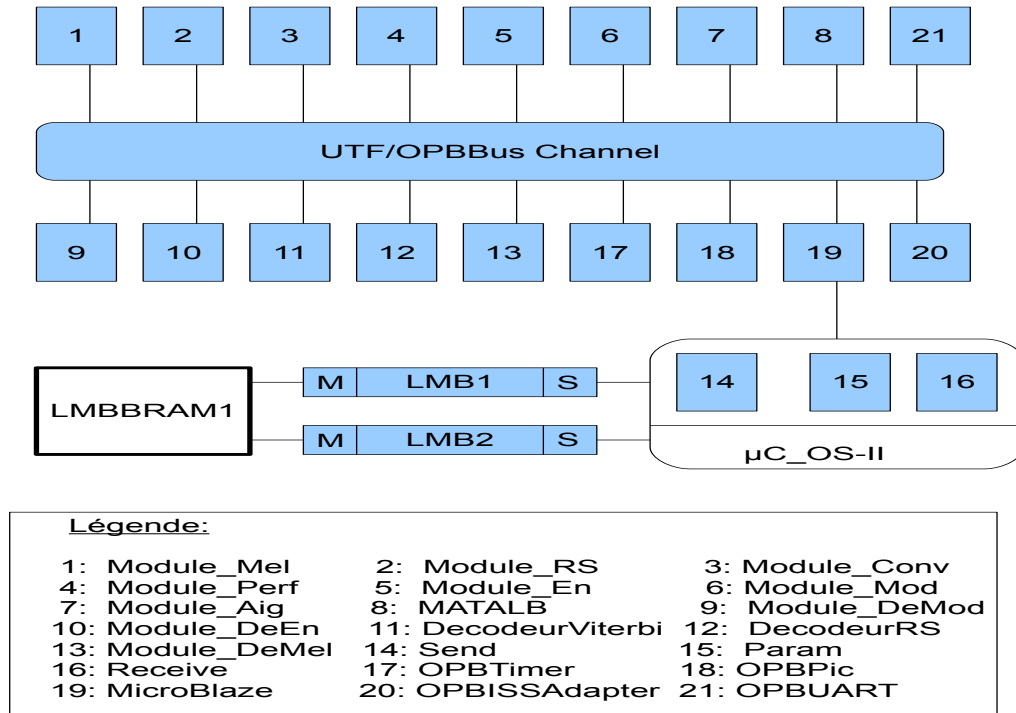 1 2 3 4 5 6 7 8 21
UTF/OPBBus Channel
9 10 11 12 13 17 18 19 20
14 15 16
M LMB1 S
LMBBRAM1
M LMB2 S
µC_OS-II
Légende:
1: Module_Mel 2: Module_RS 3: Module_Conv
4: Module_Perf 5: Module_En 6: Module_Mod
7: Module_Aig 8: MATALB 9: Module_DeMod
10: Module_DeEn 11: DecodeurViterbi 12: DecodeurRS
13: Module_DeMel 14: Send 15: Param
16: Receive 17: OPBTimer 18: OPBPic
19: MicroBlaze 20: OPBISSAdapter 21: OPBUART